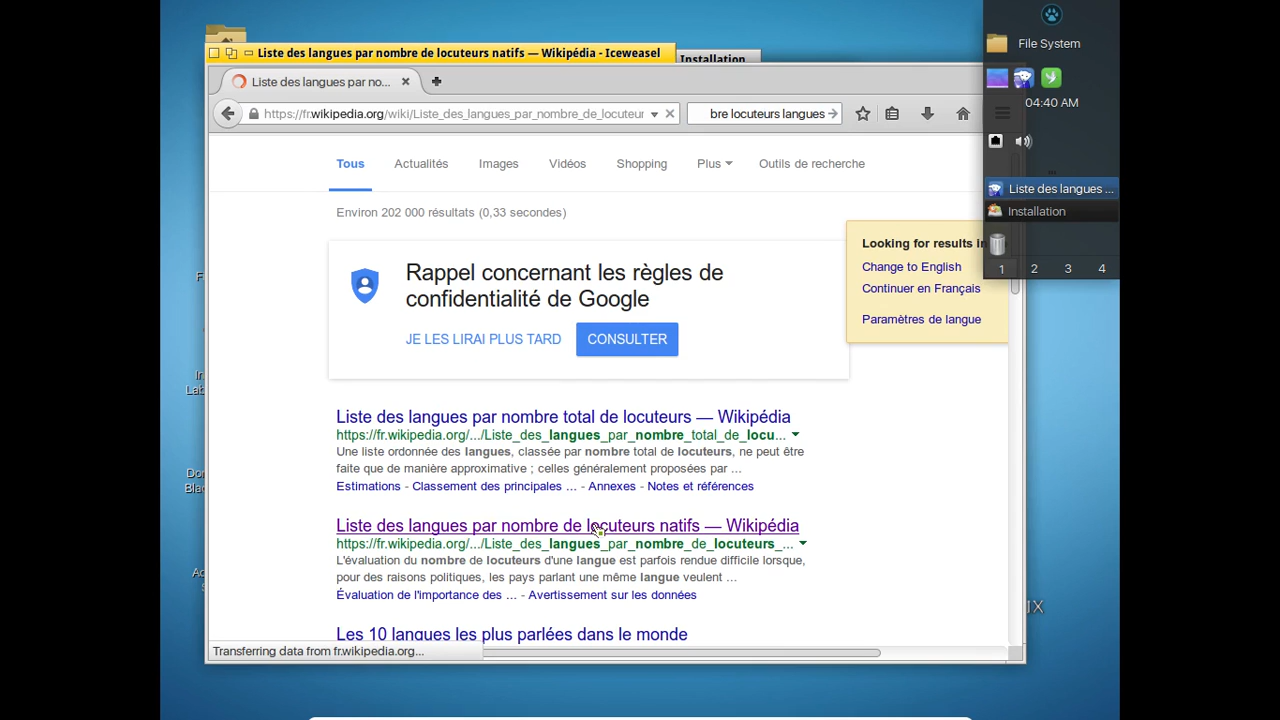 Liste des langues par nombre de locuteurs natifs — Wikipédia - Iceweasel
Installation
File System
Liste des langues par no...
https://fr.wikipedia.org/wiki/Liste_des_langues_par_nombre_de_locuteur
bre locuteurs langues
04:40 AM
Tous Actualités Images Vidéos Shopping Plus Outils de recherche
Liste des langues ...
Installation
Environ 202 000 résultats (0,33 secondes)
Looking for results in
Change to English
Continuer en Français
Paramètres de langue
1 2 3 4
Rappel concernant les règles de
confidentialité de Google
JE LES LIRAI PLUS TARD CONSULTER
Liste des langues par nombre total de locuteurs — Wikipédia
https://fr.wikipedia.org/.../Liste_des_langues_par_nombre_total_de_locu...
Une liste ordonnée des langues, classée par nombre total de locuteurs, ne peut être
faite que de manière approximative ; celles généralement proposées par ...
Estimations - Classement des principales ... - Annexes - Notes et références
Liste des langues par nombre de locuteurs natifs — Wikipédia
https://fr.wikipedia.org/.../Liste_des_langues_par_nombre_de_locuteurs_...
L'évaluation du nombre de locuteurs d'une langue est parfois rendue difficile lorsque,
pour des raisons politiques, les pays parlant une même langue veulent ...
Évaluation de l'importance des ... - Avertissement sur les données
Les 10 langues les plus parlées dans le monde
Transferring data from fr.wikipedia.org...